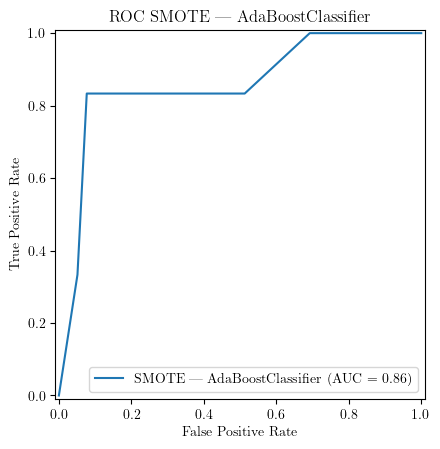 ROC SMOTE — AdaBoostClassifier
1.0
0.8
0.6
0.4
0.2
0.0
True Positive Rate
SMOTE — AdaBoostClassifier (AUC = 0.86)
0.0 0.2 0.4 0.6 0.8 1.0
False Positive Rate